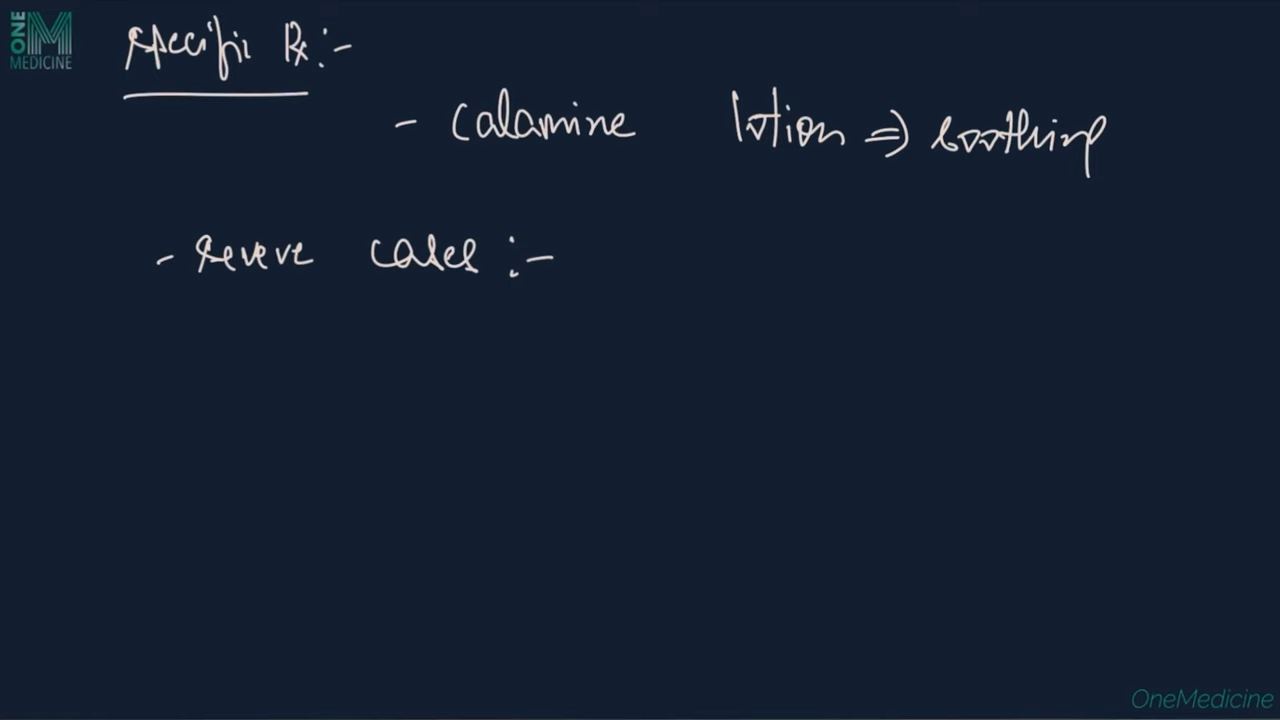 ONE
MEDICINE
specific Rx:-
- calamine lotion ⇒ soothing
- severe cases :-
OneMedicine